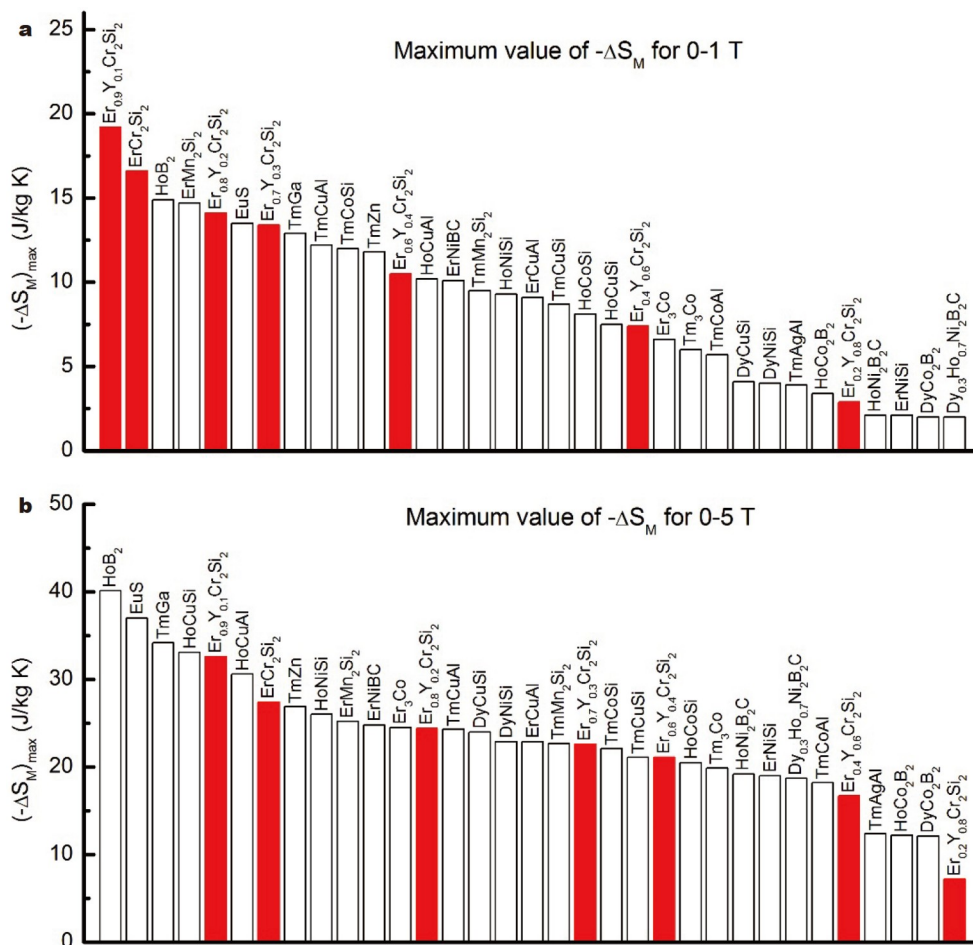 a
Maximum value of -ΔS_M for 0-1 T
(-ΔS_M)_max (J/kg K)
25
20
15
10
5
0
Er0.9Y0.1Cr2Si2
ErCr2Si2
HoB2
ErMn2Si2
Er0.8Y0.2Cr2Si2
EuS
Er0.7Y0.3Cr2Si2
TmGa
TmCuAl
TmCoSi
TmZn
Er0.6Y0.4Cr2Si2
HoCuAl
ErNiBC
TmMn2Si2
HoNiSi
ErCuAl
TmCuSi
HoCoSi
HoCuSi
Er0.4Y0.6Cr2Si2
Er3Co
Tm3Co
TmCoAl
DyCuSi
DyNiSi
TmAgAl
HoCo2B2
Er0.2Y0.8Cr2Si2
HoNi2B2C
ErNiSi
DyCo2B2
Dy0.3Ho0.7Ni2B2C
b
Maximum value of -ΔS_M for 0-5 T
(-ΔS_M)_max (J/kg K)
50
40
30
20
10
0
HoB2
EuS
TmGa
HoCuSi
Er0.9Y0.1Cr2Si2
HoCuAl
ErCr2Si2
TmZn
HoNiSi
ErMn2Si2
ErNiBC
Er3Co
Er0.8Y0.2Cr2Si2
TmCuAl
DyCuSi
DyNiSi
ErCuAl
TmMn2Si2
Er0.7Y0.3Cr2Si2
TmCoSi
TmCuSi
Er0.6Y0.4Cr2Si2
HoCoSi
Tm3Co
HoNi2B2C
ErNiSi
Dy0.3Ho0.7Ni2B2C
TmCoAl
Er0.4Y0.6Cr2Si2
TmAgAl
HoCo2B2
DyCo2B2
Er0.2Y0.8Cr2Si2